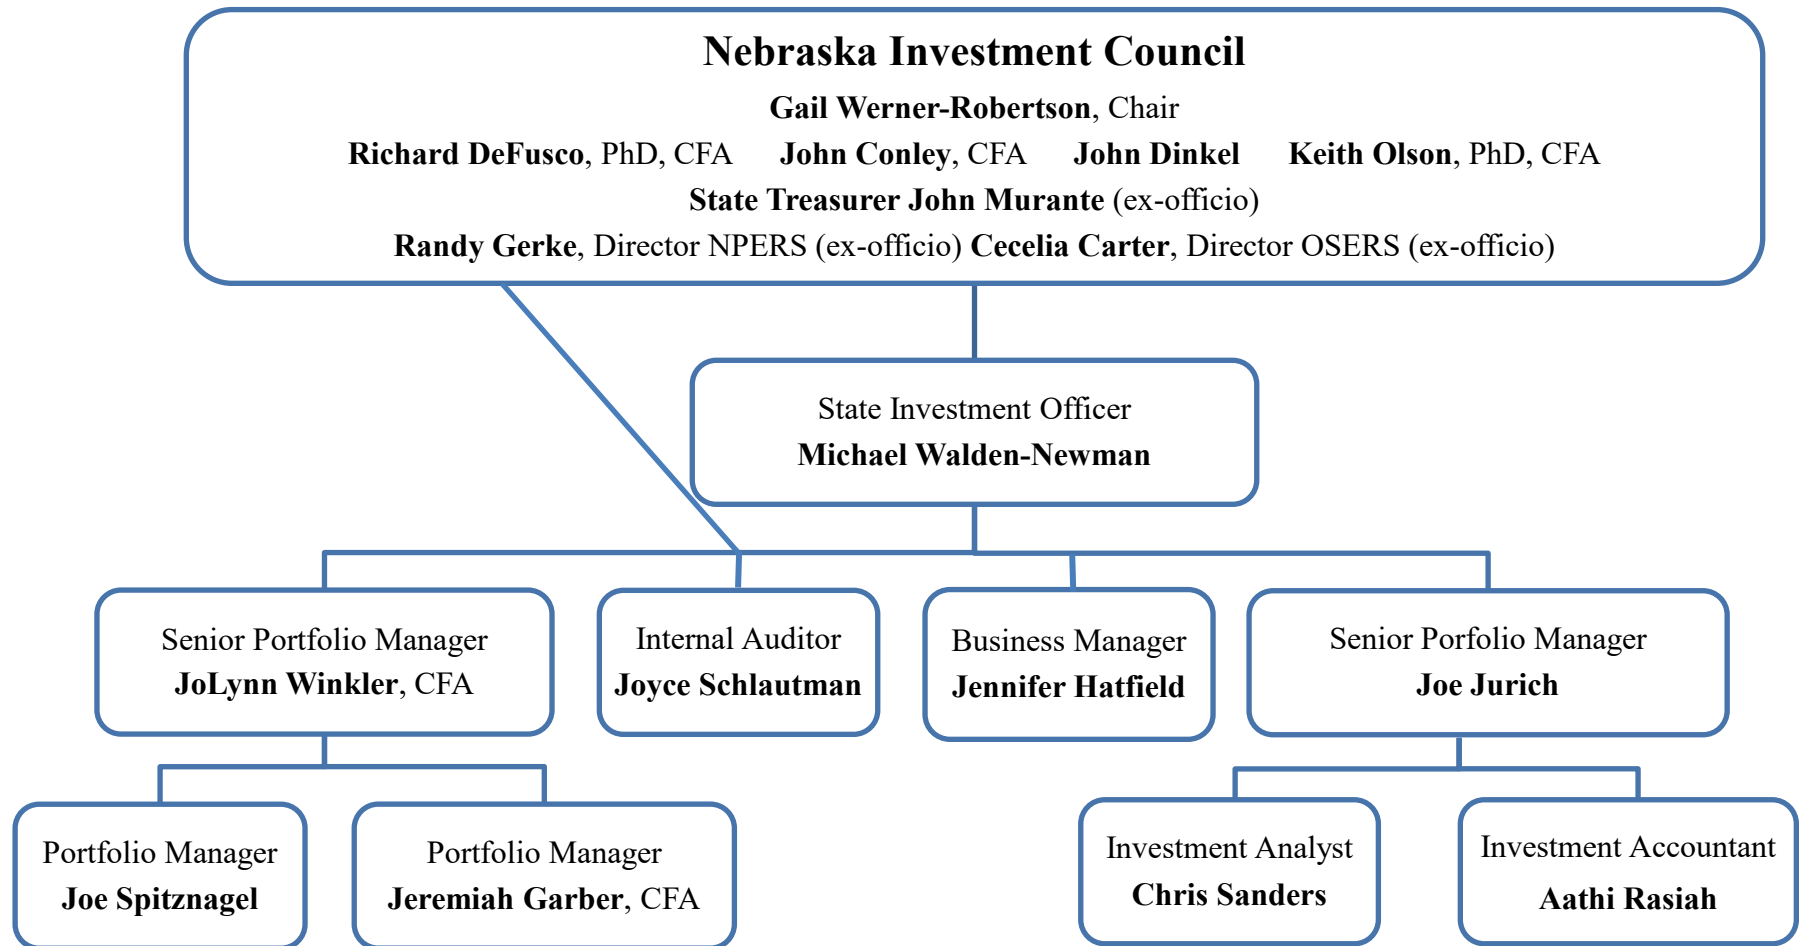 Nebraska Investment Council
Gail Werner-Robertson, Chair
Richard DeFusco, PhD, CFA John Conley, CFA John Dinkel Keith Olson, PhD, CFA
State Treasurer John Murante (ex-officio)
Randy Gerke, Director NPERS (ex-officio) Cecelia Carter, Director OSERS (ex-officio)
State Investment Officer
Michael Walden-Newman
Senior Portfolio Manager
JoLynn Winkler, CFA
Internal Auditor
Joyce Schlautman
Business Manager
Jennifer Hatfield
Senior Porfolio Manager
Joe Jurich
Portfolio Manager
Joe Spitznagel
Portfolio Manager
Jeremiah Garber, CFA
Investment Analyst
Chris Sanders
Investment Accountant
Aathi Rasiah